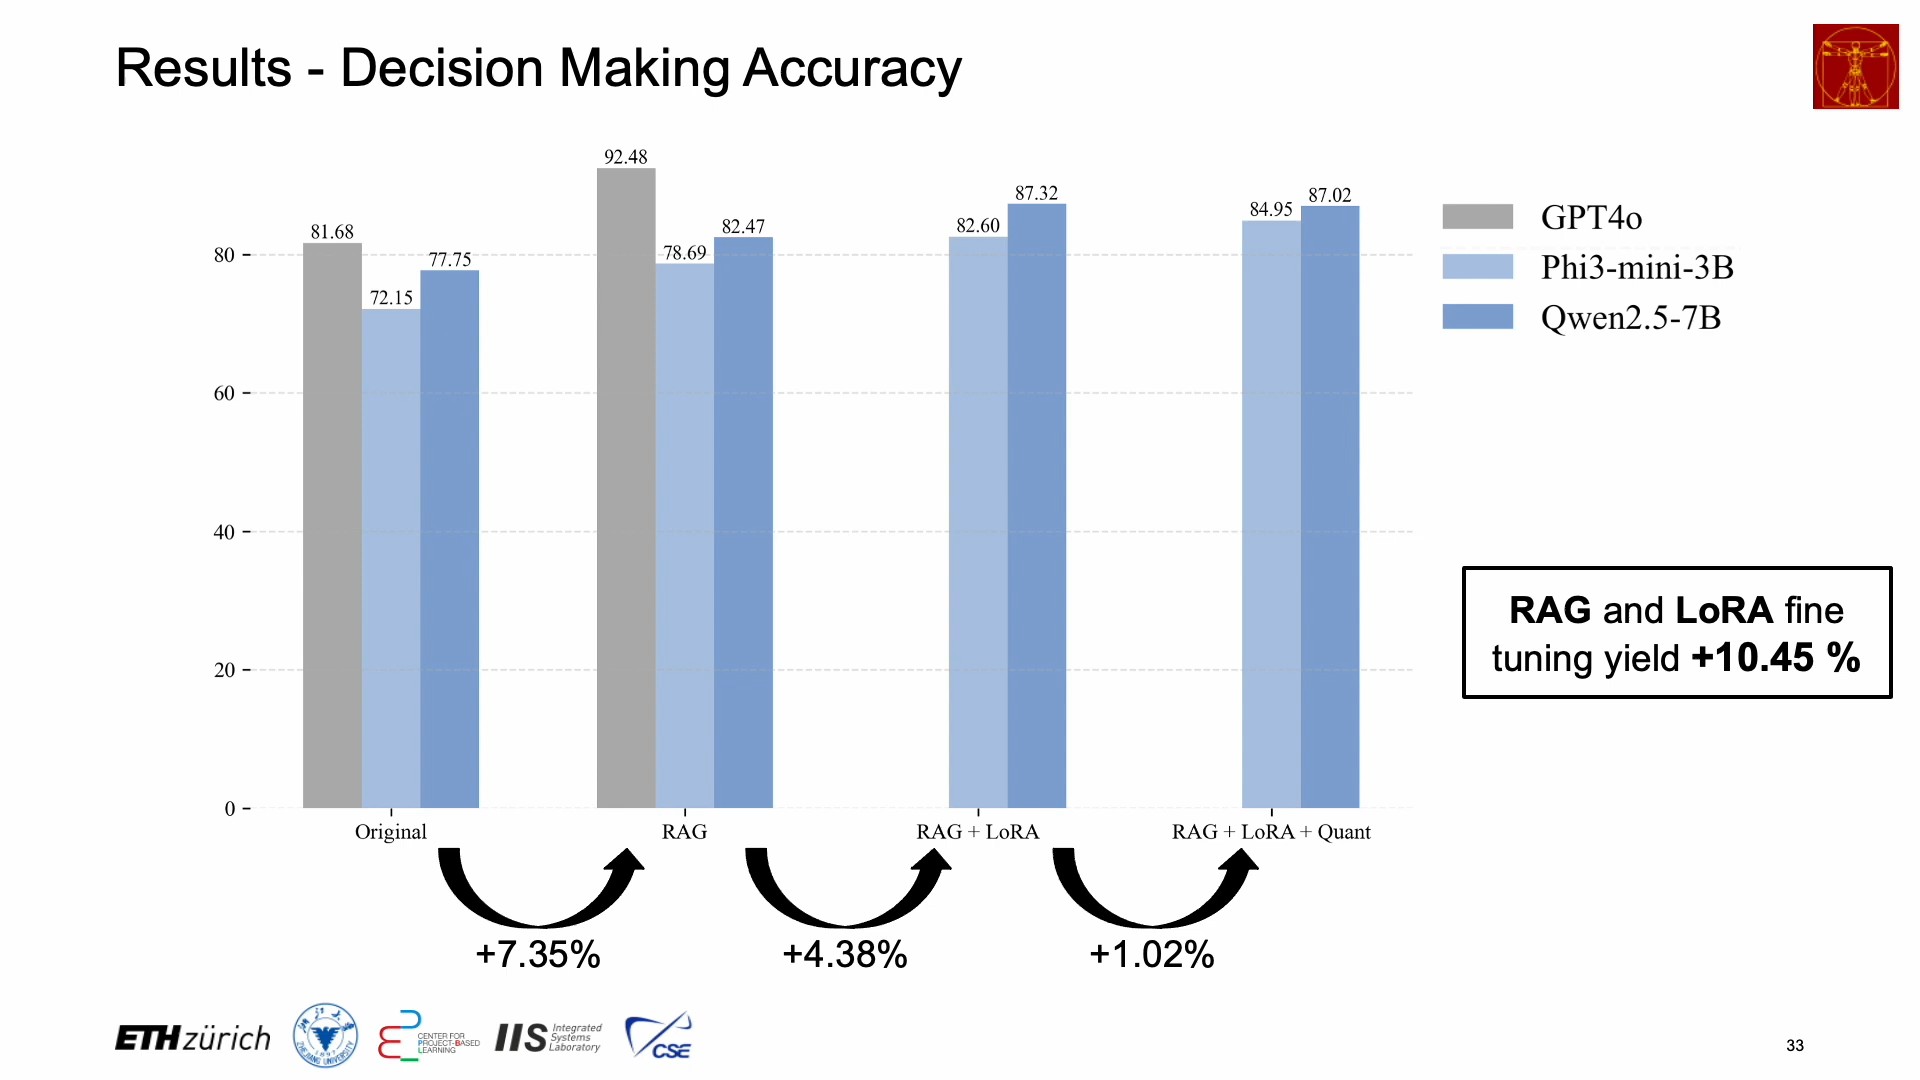 Results - Decision Making Accuracy
92.48
81.68
72.15
77.75
78.69
82.47
82.60
87.32
84.95
87.02
80
60
40
20
0
Original
RAG
RAG + LoRA
RAG + LoRA + Quant
GPT4o
Phi3-mini-3B
Qwen2.5-7B
RAG and LoRA fine
tuning yield +10.45 %
+7.35%
+4.38%
+1.02%
ETH zürich
ZHEJIANG UNIVERSITY
1897
CENTER FOR
PROJECT-BASED
LEARNING
IIS
Integrated
Systems
Laboratory
CSE
33